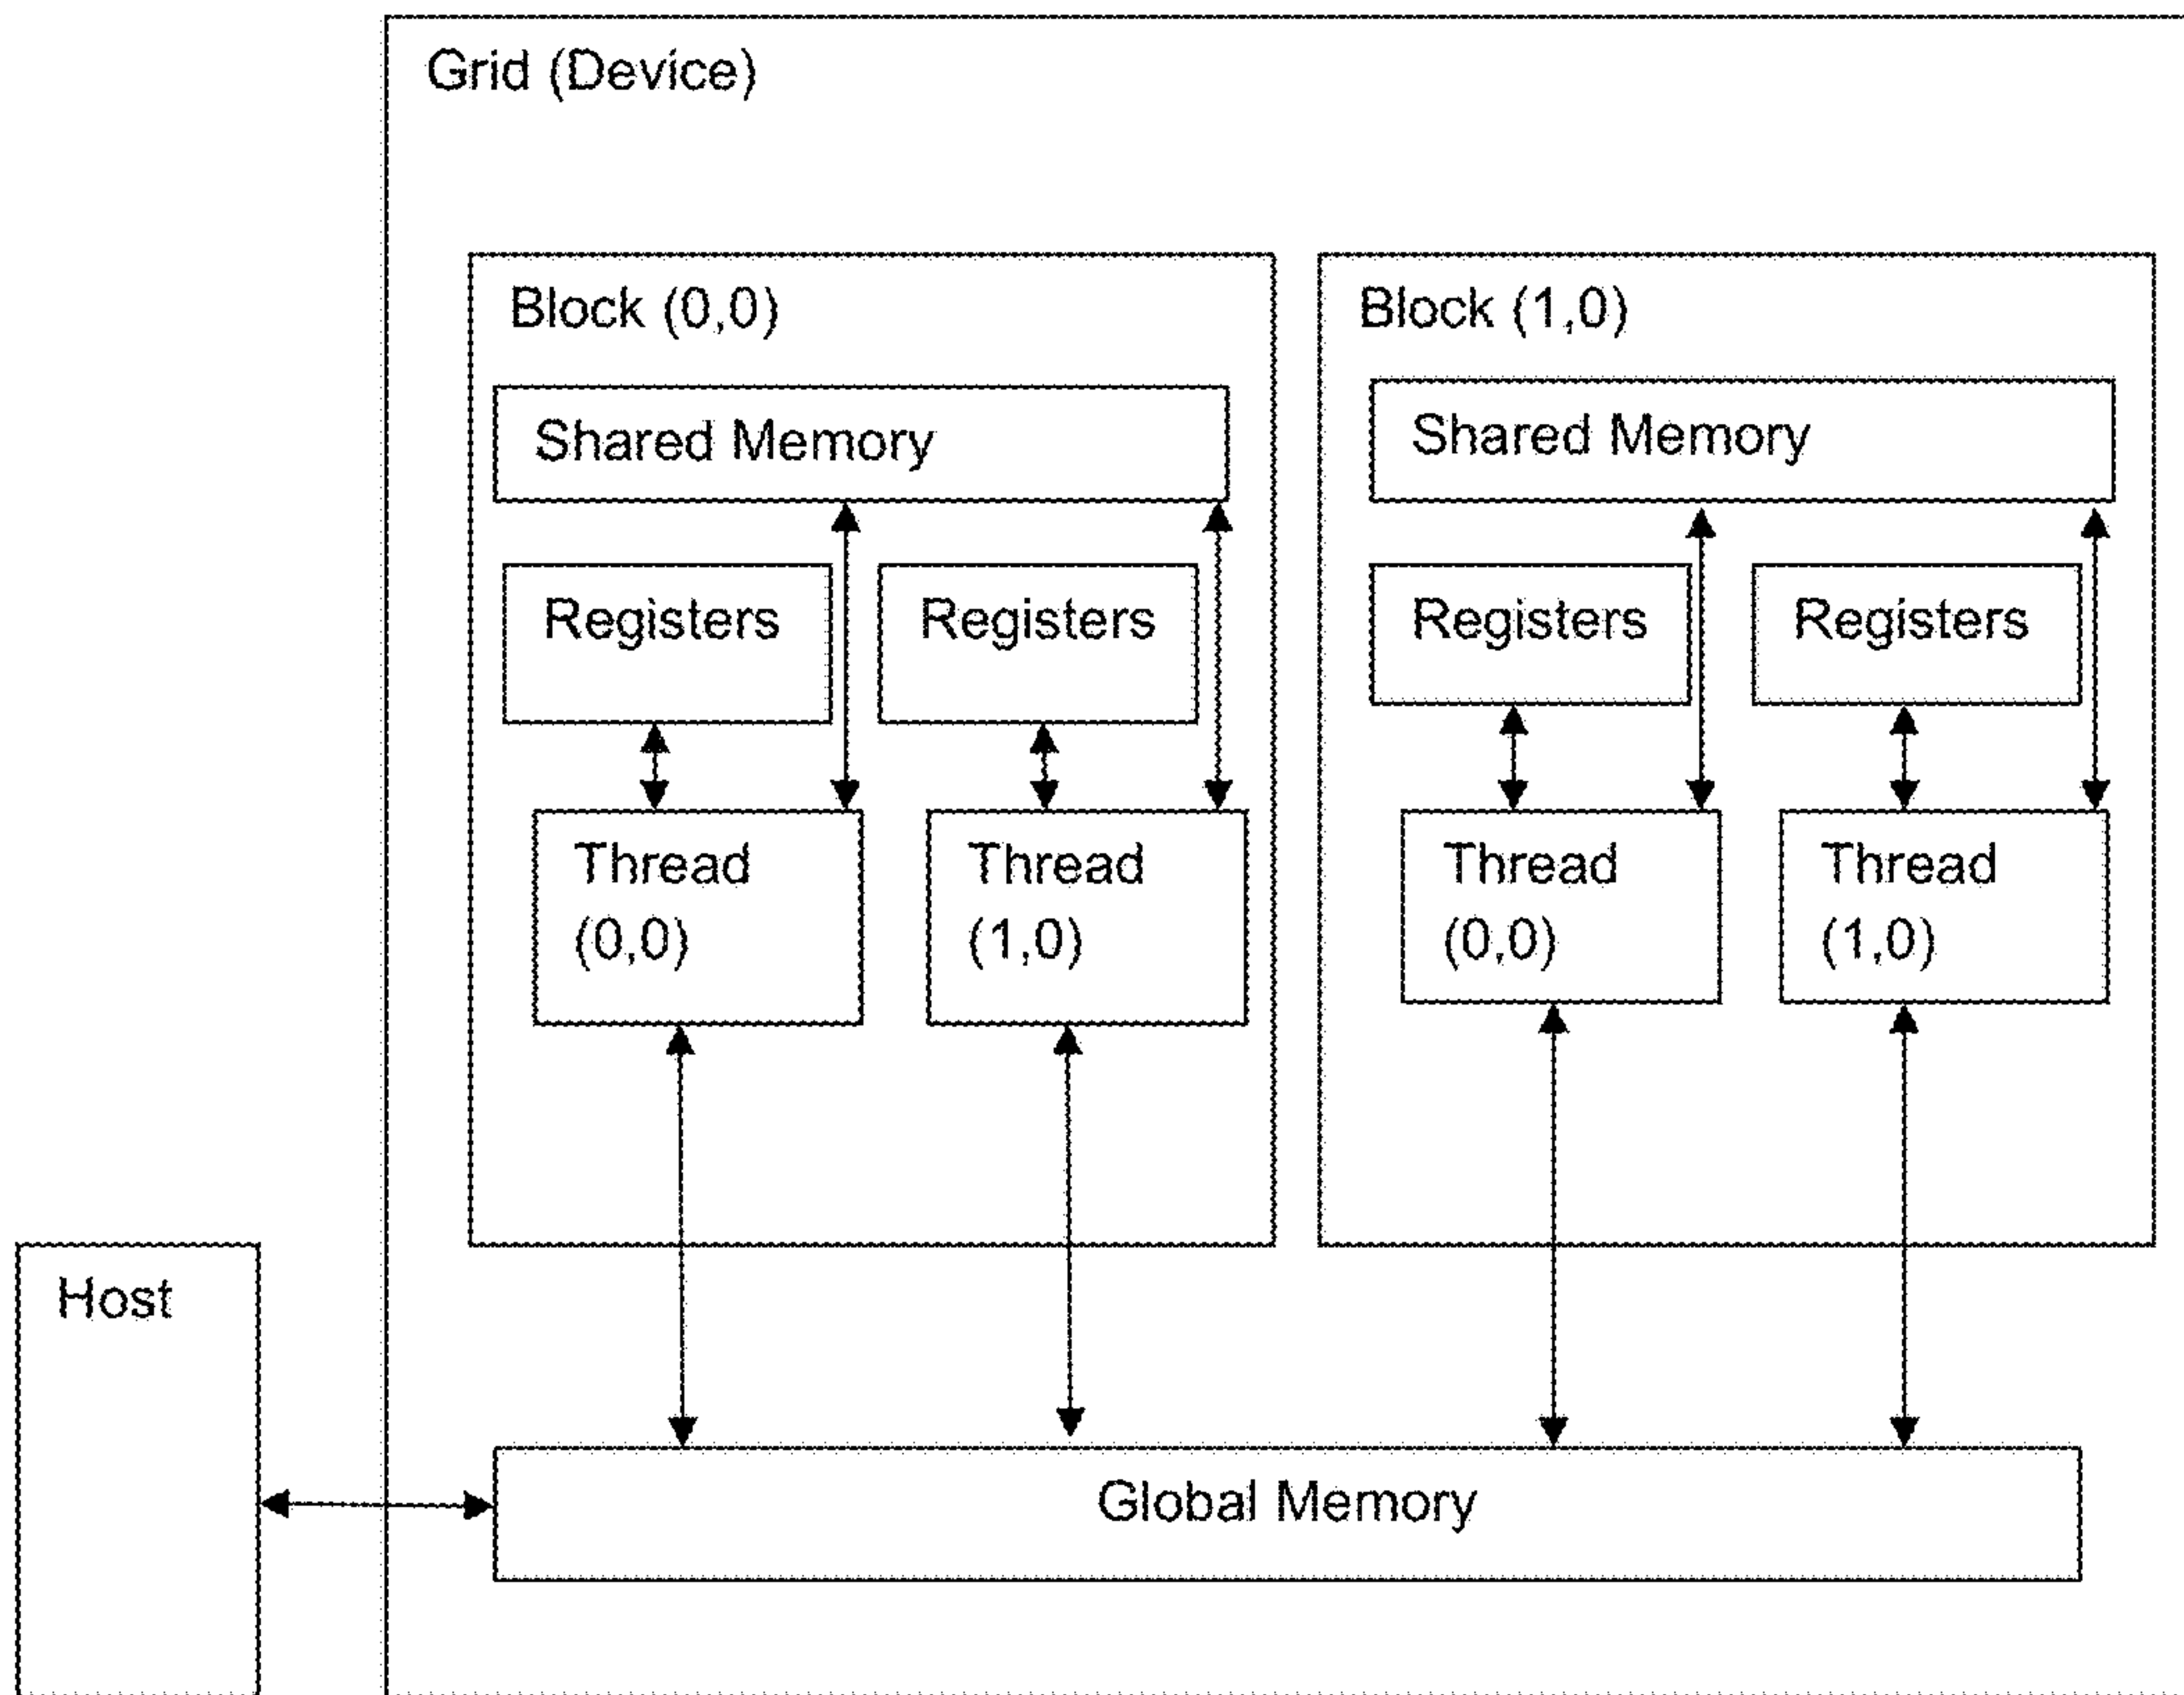 Grid (Device)
Block (0,0)
Shared Memory
Registers
Registers
Thread
(0,0)
Thread
(1,0)
Block (1,0)
Shared Memory
Registers
Registers
Thread
(0,0)
Thread
(1,0)
Host
Global Memory